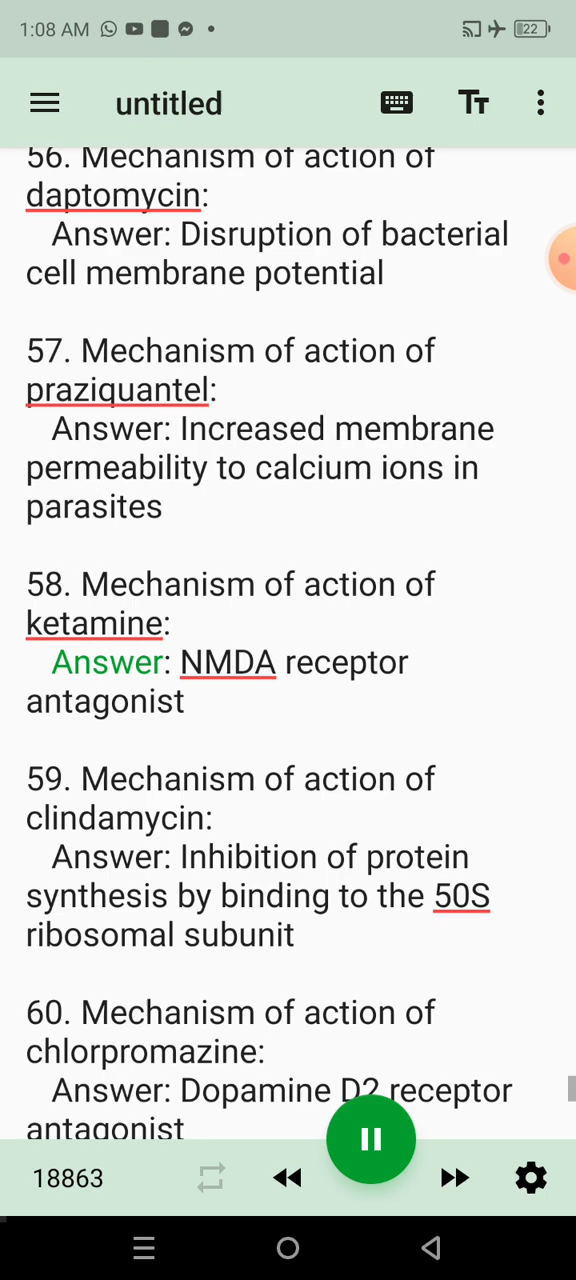 1:08 AM
22
untitled
56. Mechanism of action of
daptomycin:
Answer: Disruption of bacterial
cell membrane potential
57. Mechanism of action of
praziquantel:
Answer: Increased membrane
permeability to calcium ions in
parasites
58. Mechanism of action of
ketamine:
Answer: NMDA receptor
antagonist
59. Mechanism of action of
clindamycin:
Answer: Inhibition of protein
synthesis by binding to the 50S
ribosomal subunit
60. Mechanism of action of
chlorpromazine:
Answer: Dopamine D2 receptor
antagonist
18863